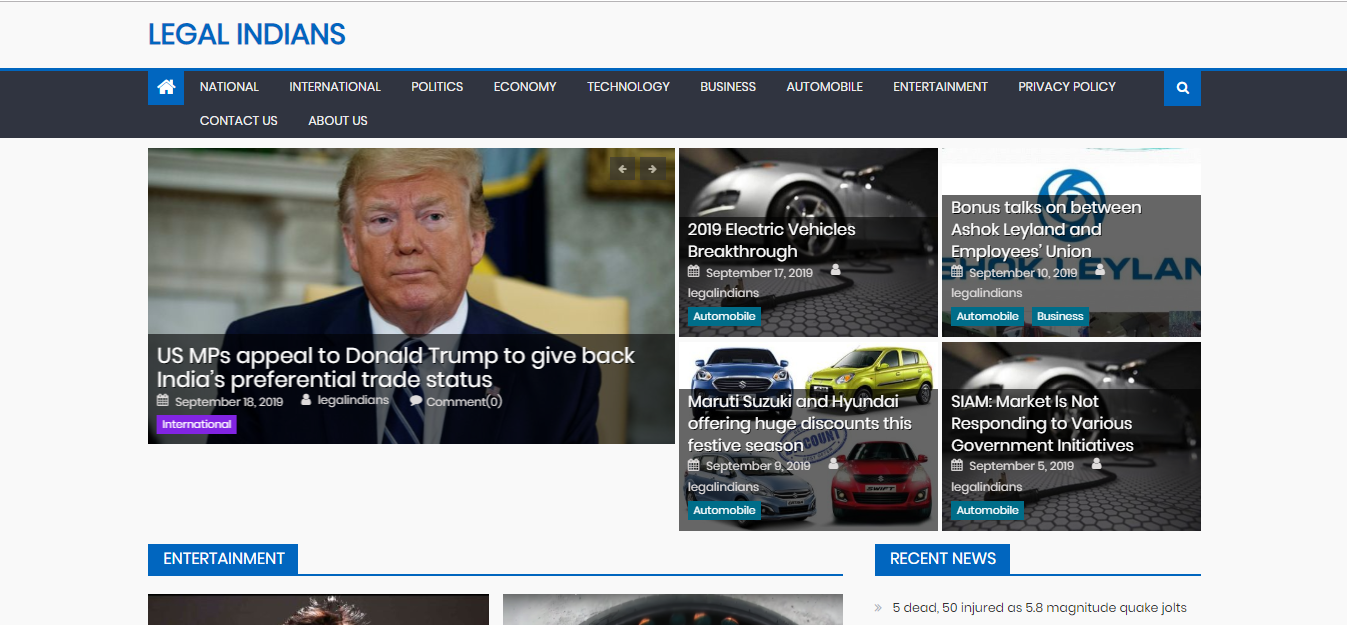 LEGAL INDIANS
NATIONAL INTERNATIONAL POLITICS ECONOMY TECHNOLOGY BUSINESS AUTOMOBILE ENTERTAINMENT PRIVACY POLICY
CONTACT US ABOUT US
US MPs appeal to Donald Trump to give back
India's preferential trade status
September 18, 2019 legalindians Comment(0)
International
2019 Electric Vehicles
Breakthrough
September 17, 2019
legalindians
Automobile
Bonus talks on between
Ashok Leyland and
Employees' Union
September 10, 2019
legalindians
Automobile Business
Maruti Suzuki and Hyundai
offering huge discounts this
festive season
September 9, 2019
legalindians
Automobile
SIAM: Market Is Not
Responding to Various
Government Initiatives
September 5, 2019
legalindians
Automobile
ENTERTAINMENT
RECENT NEWS
5 dead, 50 injured as 5.8 magnitude quake jolts